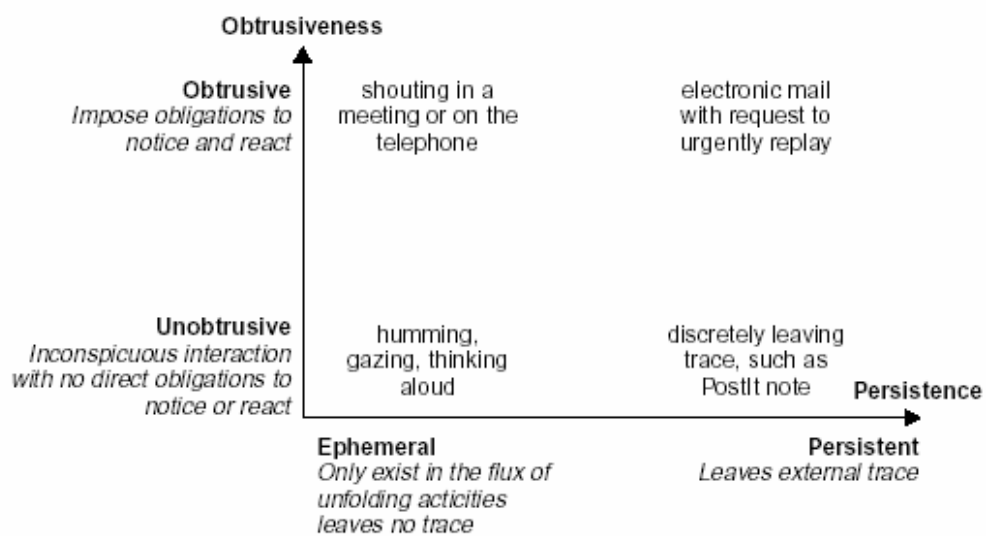 Obtrusiveness
Obtrusive
Impose obligations to
notice and react
shouting in a
meeting or on the
telephone
electronic mail
with request to
urgently replay
Unobtrusive
Inconspicuous interaction
with no direct obligations to
notice or react
humming,
gazing, thinking
aloud
discretely leaving
trace, such as
PostIt note
Persistence
Ephemeral
Only exist in the flux of
unfolding acticities
leaves no trace
Persistent
Leaves external trace